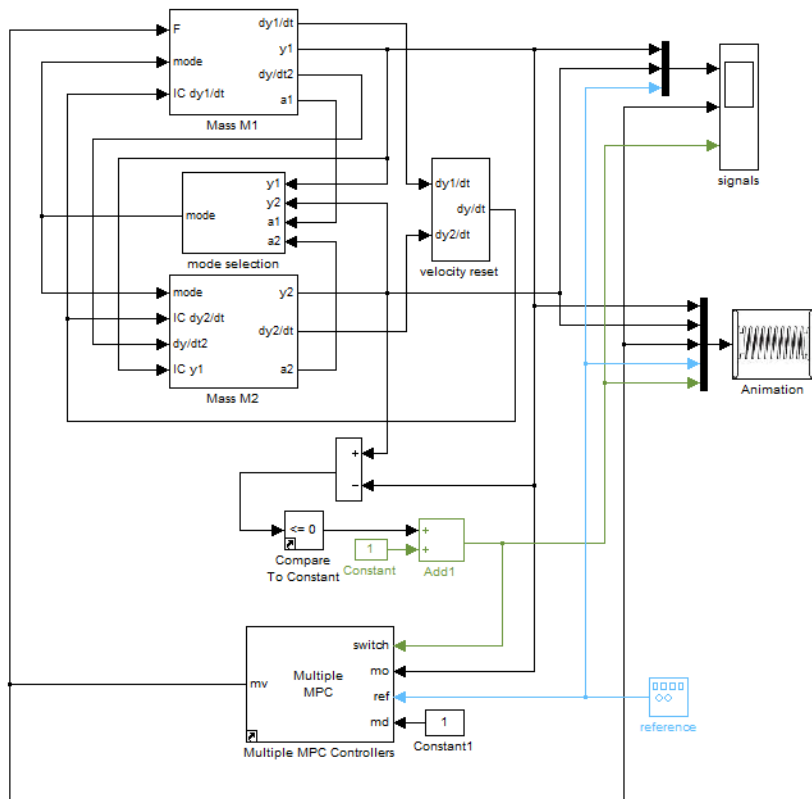 F
mode
IC dy1/dt
dy1/dt
y1
dy/dt2
a1
Mass M1
y1
y2
a1
a2
mode
mode selection
dy1/dt
dy2/dt
dy/dt
velocity reset
signals
mode
IC dy2/dt
dy/dt2
IC y1
y2
dy2/dt
a2
Mass M2
Animation
+
−
<= 0
Compare
To Constant
1
Constant
+
+
Add1
mv
Multiple
MPC
switch
mo
ref
md
Multiple MPC Controllers
1
Constant1
reference